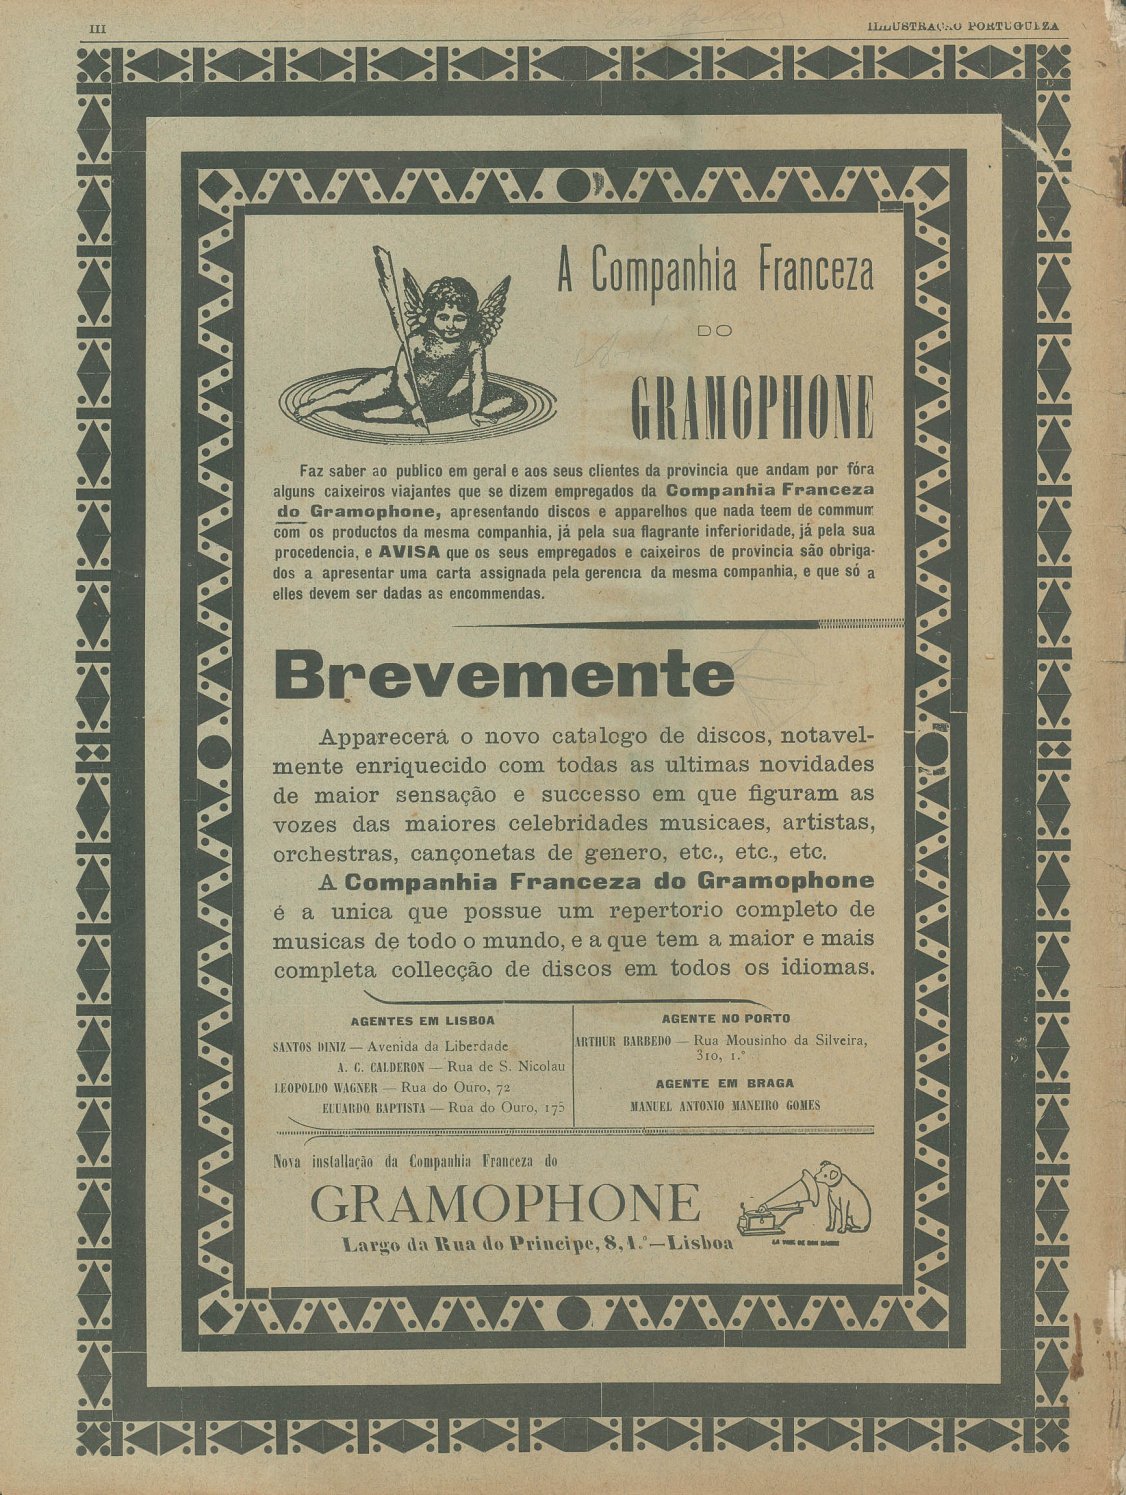 III
ILLUSTRAÇÃO PORTUGUEZA
A Companhia Franceza
DO
GRAMOPHONE
Faz saber ao publico em geral e aos seus clientes da provincia que andam por fóra
alguns caixeiros viajantes que se dizem empregados da Companhia Franceza
do Gramophone, apresentando discos e apparelhos que nada teem de commum
com os productos da mesma companhia, já pela sua flagrante inferioridade, já pela sua
procedencia, e AVISA que os seus empregados e caixeiros de provincia são obriga-
dos a apresentar uma carta assignada pela gerencia da mesma companhia, e que só a
elles devem ser dadas as encommendas.
Brevemente
Apparecerá o novo catalogo de discos, notavel-
mente enriquecido com todas as ultimas novidades
de maior sensação e successo em que figuram as
vozes das maiores celebridades musicaes, artistas,
orchestras, cançonetas de genero, etc., etc., etc.
A Companhia Franceza do Gramophone
é a unica que possue um repertorio completo de
musicas de todo o mundo, e a que tem a maior e mais
completa collecção de discos em todos os idiomas.
AGENTES EM LISBOA
SANTOS DINIZ — Avenida da Liberdade
A. C. CALDERON — Rua de S. Nicolau
LEOPOLDO WAGNER — Rua do Ouro, 72
EDUARDO BAPTISTA — Rua do Ouro, 175
AGENTE NO PORTO
ARTHUR BARBEDO — Rua Mousinho da Silveira,
310, 1.º
AGENTE EM BRAGA
MANUEL ANTONIO MANEIRO GOMES
Nova installação da Companhia Franceza do
GRAMOPHONE
Largo da Rua do Principe, 8, 1.º—Lisboa
LA VOIX DE SON MAITRE